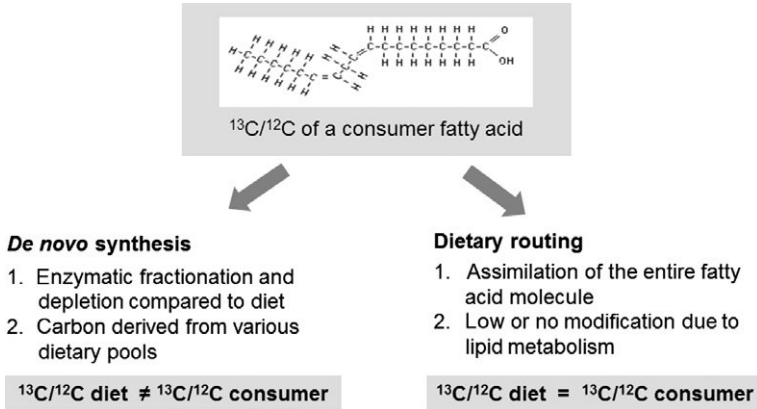 ¹³C/¹²C of a consumer fatty acid
De novo synthesis
1. Enzymatic fractionation and
depletion compared to diet
2. Carbon derived from various
dietary pools
¹³C/¹²C diet ≠ ¹³C/¹²C consumer
Dietary routing
1. Assimilation of the entire fatty
acid molecule
2. Low or no modification due to
lipid metabolism
¹³C/¹²C diet = ¹³C/¹²C consumer